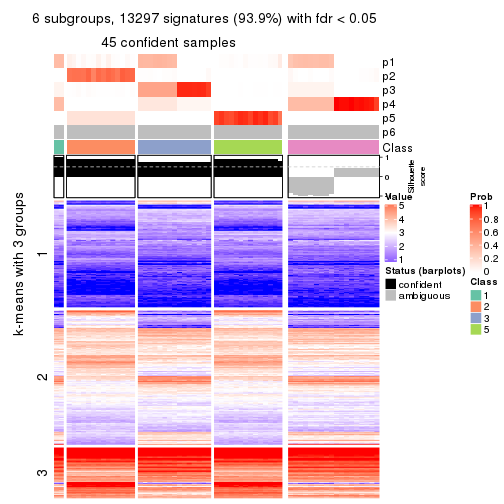 6 subgroups, 13297 signatures (93.9%) with fdr < 0.05
45 confident samples
p1
p2
p3
p4
p5
p6
Class
1
0
Silhouette
score
k-means with 3 groups
1
2
3
Value
5
4
3
2
1
Status (barplots)
confident
ambiguous
Prob
1
0.8
0.6
0.4
0.2
0
Class
1
2
3
5